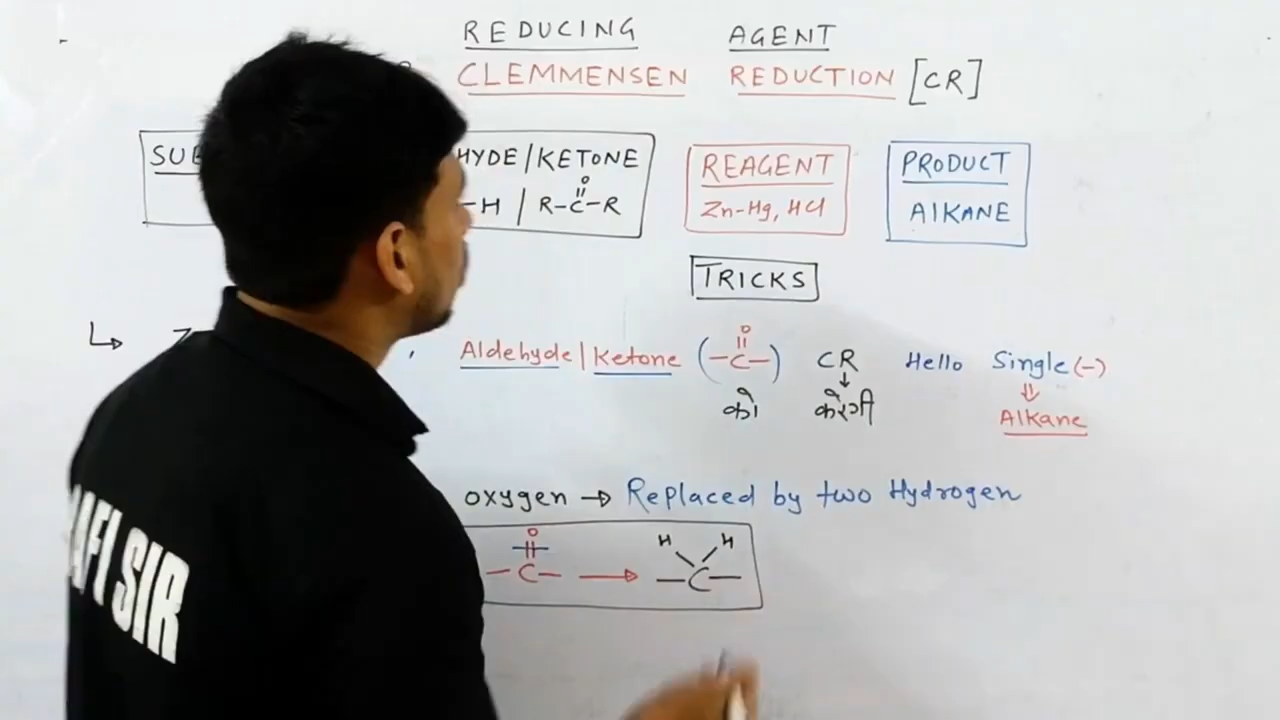 REDUCING AGENT
CLEMMENSEN REDUCTION [CR]
HYDE/KETONE
-H / R-C-R
O
REAGENT
Zn-Hg, HCl
PRODUCT
AlKANE
TRICKS
Aldehyde/Ketone (-C-) CR Hello Single (-)
O
को करेगी Alkane
oxygen → Replaced by two Hydrogen
O H H
-C- → -C-
SIR